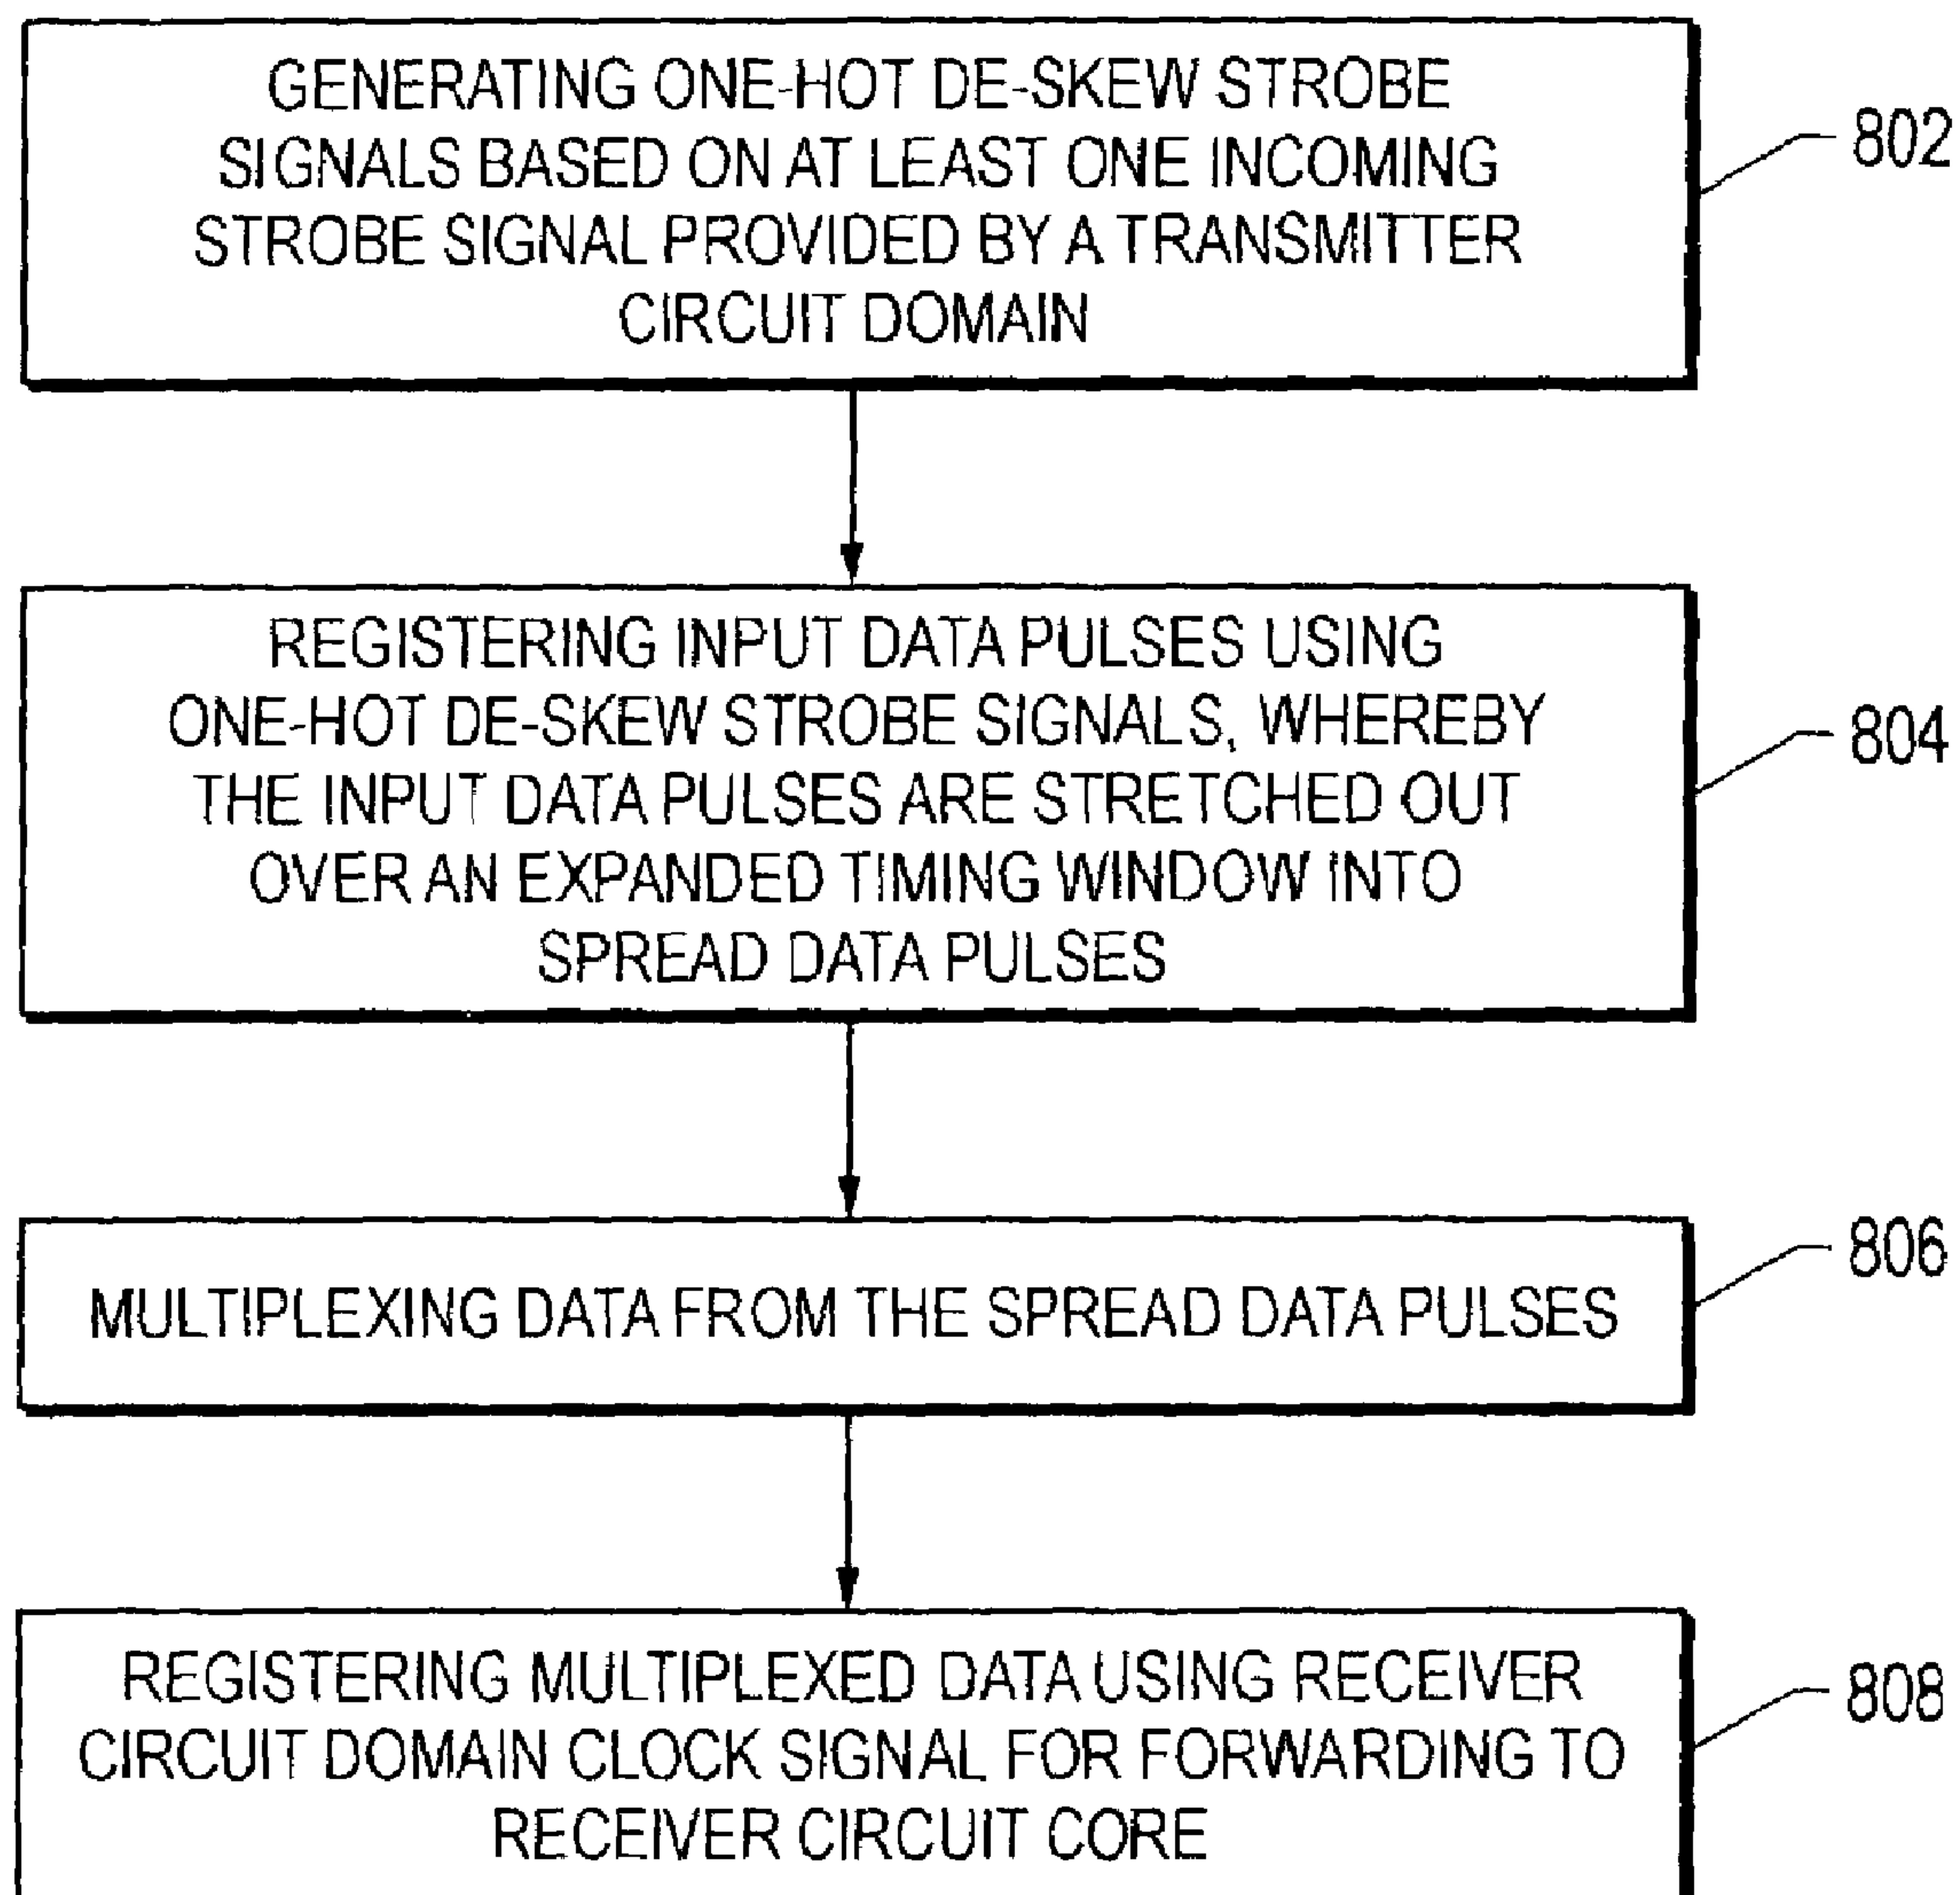 GENERATING ONE-HOT DE-SKEW STROBE
SIGNALS BASED ON AT LEAST ONE INCOMING
STROBE SIGNAL PROVIDED BY A TRANSMITTER
CIRCUIT DOMAIN
802
REGISTERING INPUT DATA PULSES USING
ONE-HOT DE-SKEW STROBE SIGNALS, WHEREBY
THE INPUT DATA PULSES ARE STRETCHED OUT
OVER AN EXPANDED TIMING WINDOW INTO
SPREAD DATA PULSES
804
MULTIPLEXING DATA FROM THE SPREAD DATA PULSES
806
REGISTERING MULTIPLEXED DATA USING RECEIVER
CIRCUIT DOMAIN CLOCK SIGNAL FOR FORWARDING TO
RECEIVER CIRCUIT CORE
808